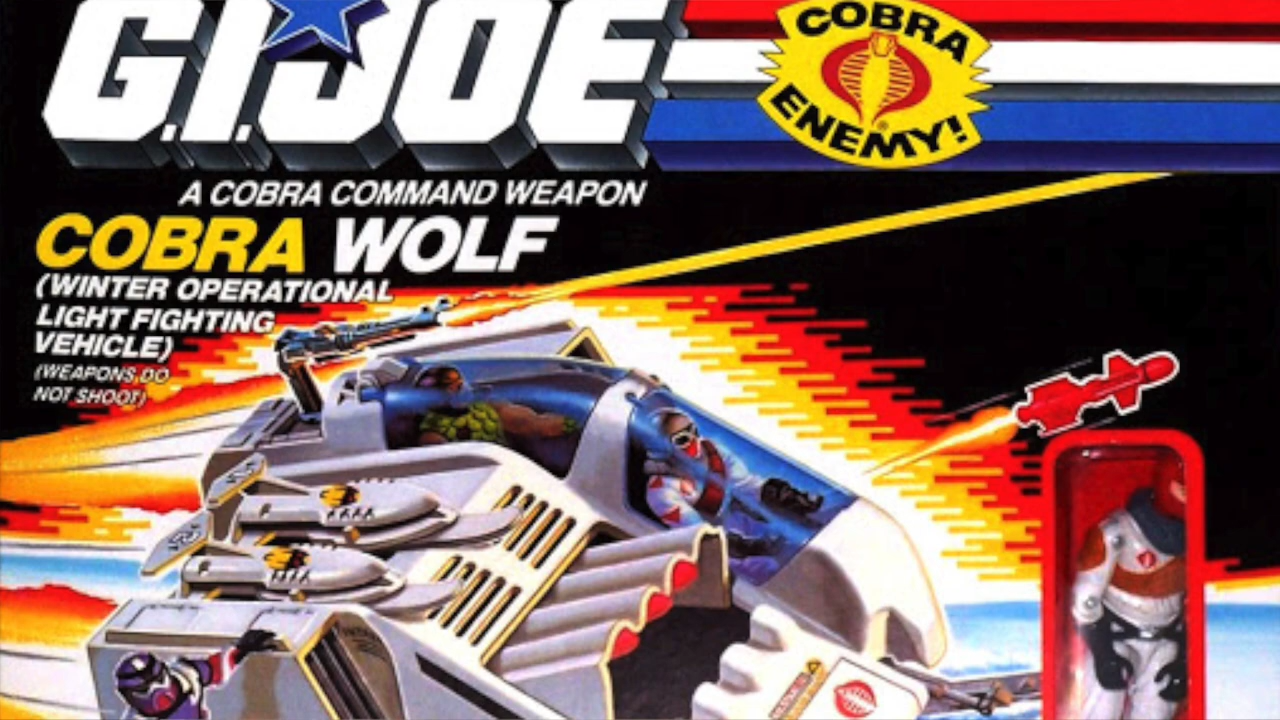 G.I. JOE
COBRA
ENEMY!
A COBRA COMMAND WEAPON
COBRA WOLF
(WINTER OPERATIONAL
LIGHT FIGHTING
VEHICLE)
(WEAPONS DO
NOT SHOOT)